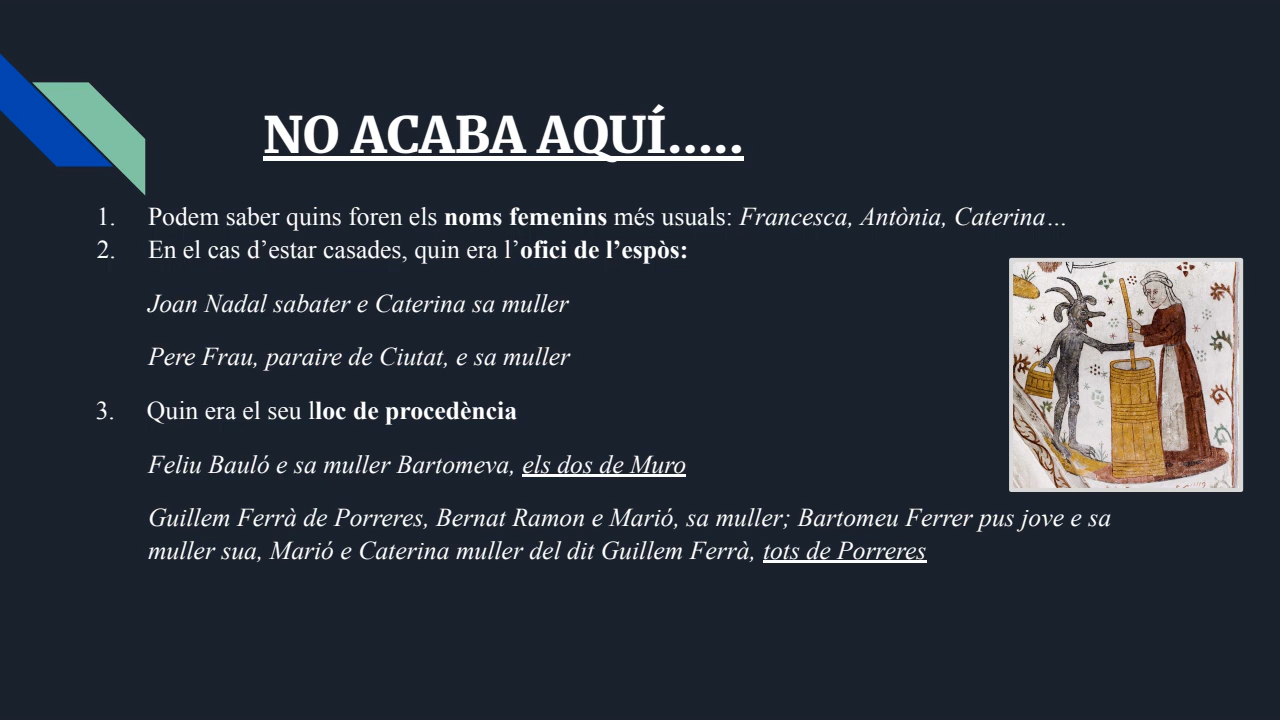 NO ACABA AQUÍ.....
1. Podem saber quins foren els noms femenins més usuals: Francesca, Antònia, Caterina…
2. En el cas d’estar casades, quin era l’ofici de l’espòs:
Joan Nadal sabater e Caterina sa muller
Pere Frau, paraire de Ciutat, e sa muller
3. Quin era el seu lloc de procedència
Feliu Bauló e sa muller Bartomeva, els dos de Muro
Guillem Ferrà de Porreres, Bernat Ramon e Marió, sa muller; Bartomeu Ferrer pus jove e sa
muller sua, Marió e Caterina muller del dit Guillem Ferrà, tots de Porreres